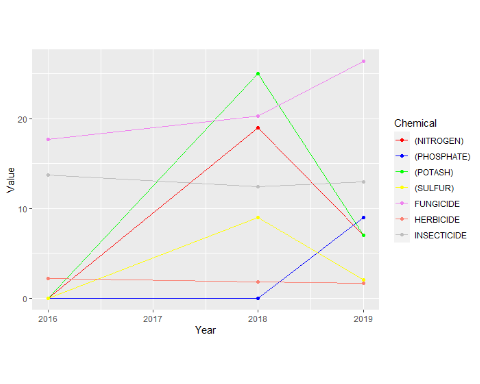 Value
20
10
0
2016
2017
2018
2019
Year
Chemical
(NITROGEN)
(PHOSPHATE)
(POTASH)
(SULFUR)
FUNGICIDE
HERBICIDE
INSECTICIDE